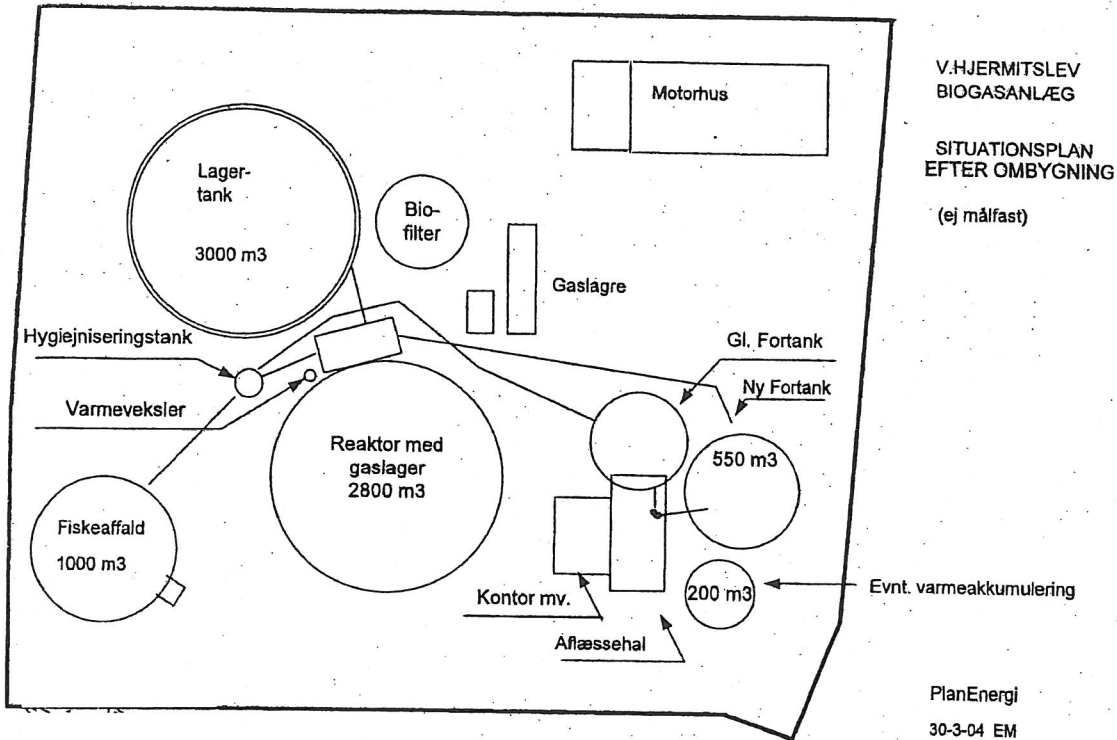 V.HJERMITSLEV
BIOGASANLÆG
SITUATIONSPLAN
EFTER OMBYGNING
(ej målfast)
Motorhus
Lager-
tank
3000 m3
Bio-
filter
Gaslagre
Hygiejniseringstank
Varmeveksler
Gl. Fortank
Ny Fortank
550 m3
Reaktor med
gaslager
2800 m3
Fiskeaffald
1000 m3
Kontor mv.
200 m3
Evnt. varmeakkumulering
Aflæssehal
PlanEnergi
30-3-04 EM